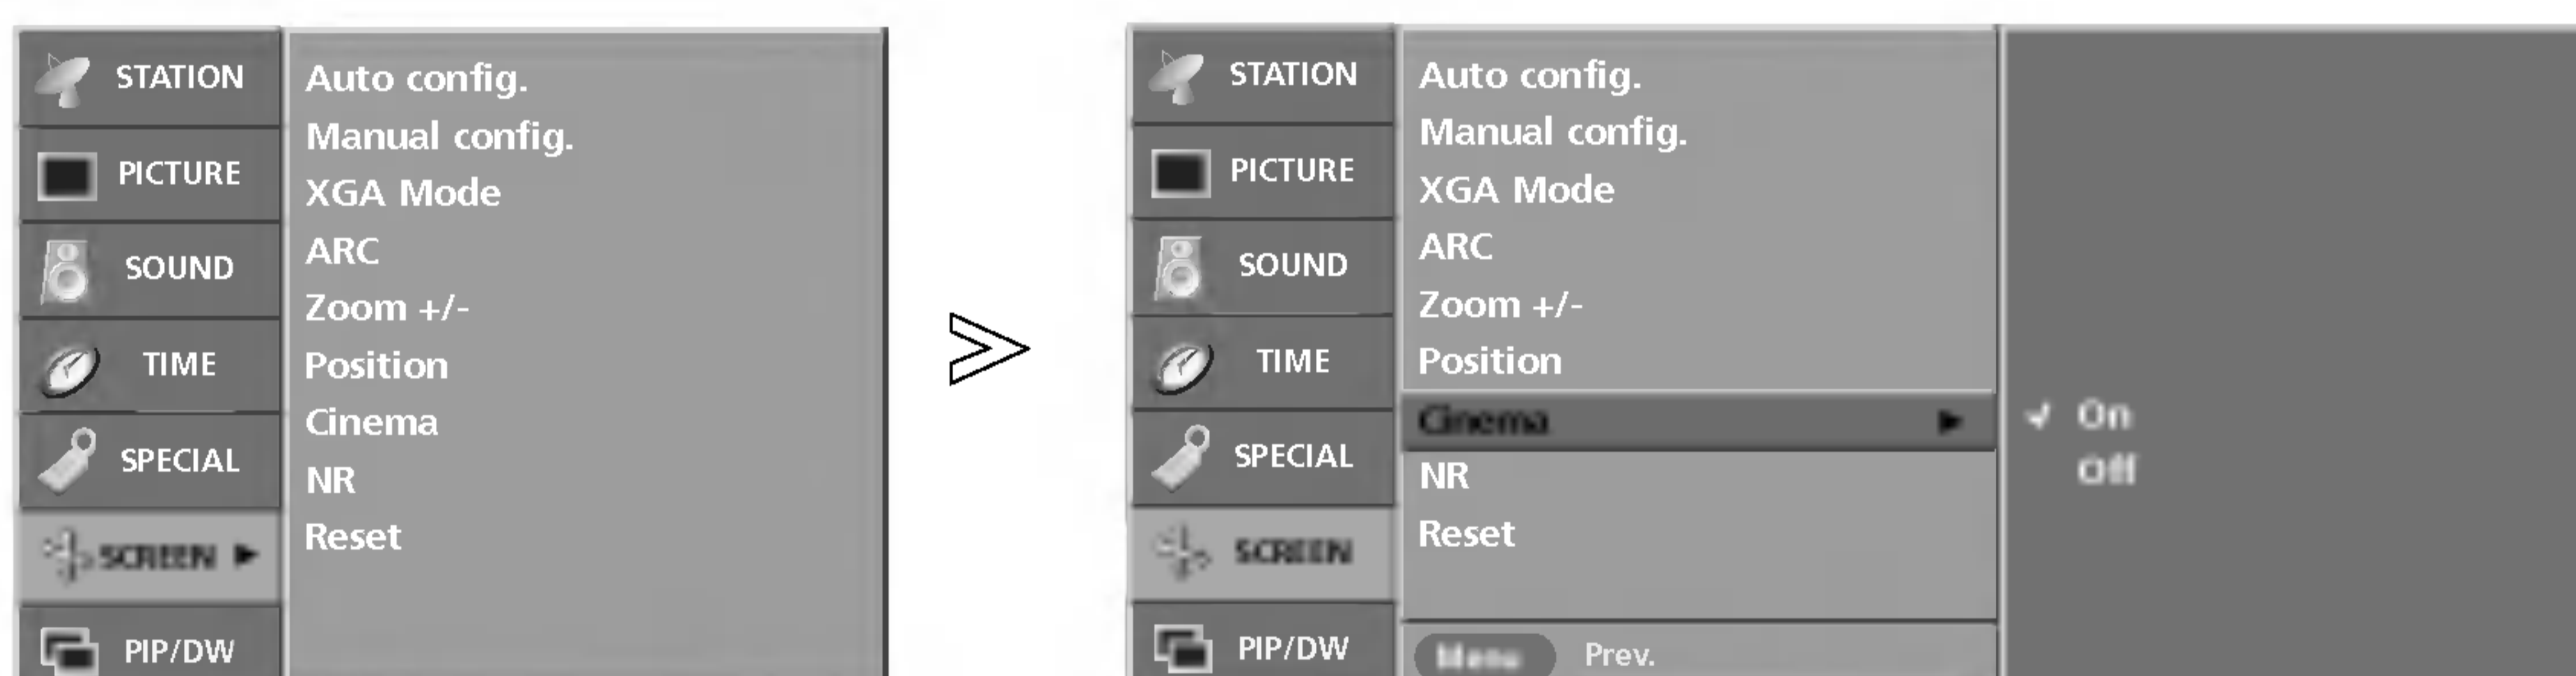 STATION
PICTURE
SOUND
TIME
SPECIAL
SCREEN
PIP/DW
Auto config.
Manual config.
XGA Mode
ARC
Zoom +/-
Position
Cinema
NR
Reset
STATION
PICTURE
SOUND
TIME
SPECIAL
SCREEN
PIP/DW
Auto config.
Manual config.
XGA Mode
ARC
Zoom +/-
Position
Cinema
NR
Reset
Menu Prev.
On
Off